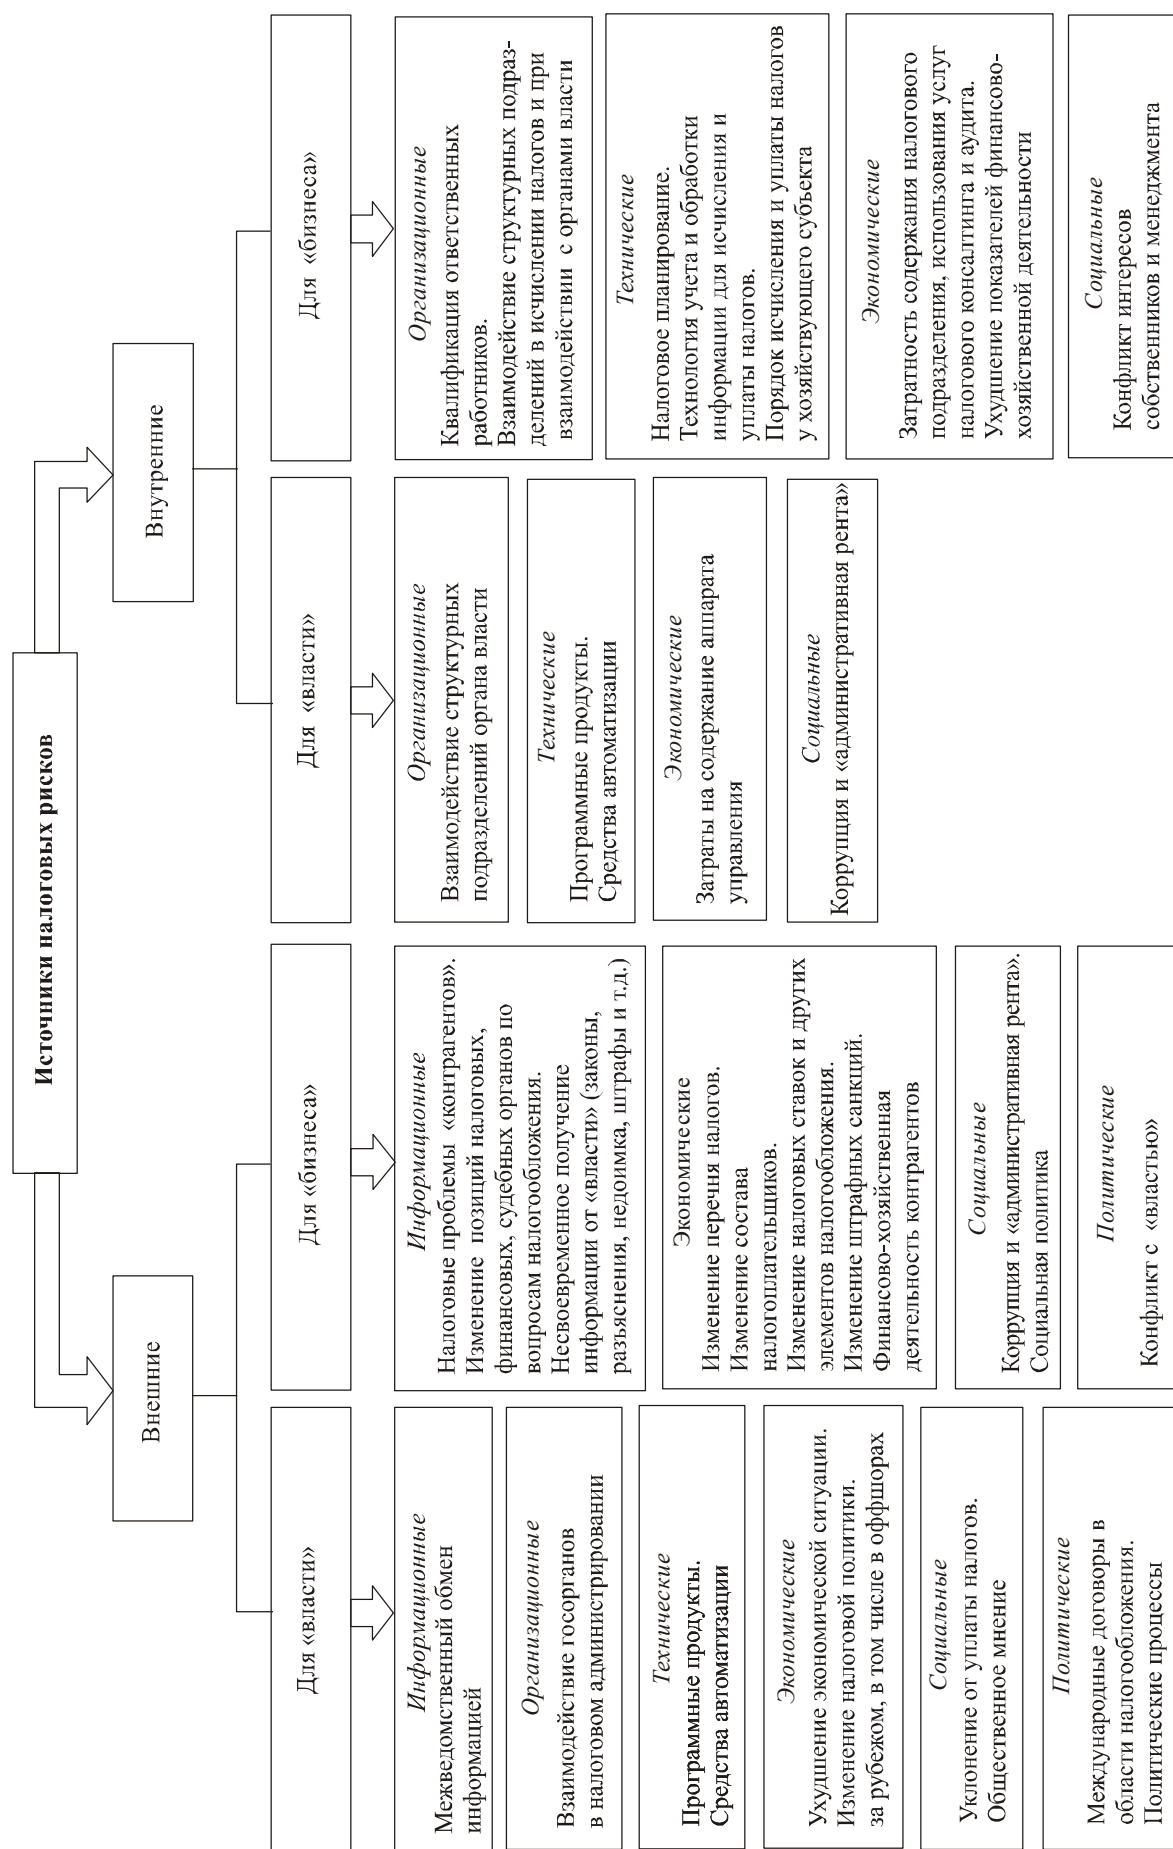 Источники налоговых рисков
Внешние
Для «власти»
Информационные
Межведомственный обмен
информацией
Организационные
Взаимодействие госорганов
в налоговом администрировании
Технические
Программные продукты.
Средства автоматизации
Экономические
Ухудшение экономической ситуации.
Изменение налоговой политики.
за рубежом, в том числе в оффшорах
Социальные
Уклонение от уплаты налогов.
Общественное мнение
Политические
Международные договоры в
области налогообложения.
Политические процессы
Для «бизнеса»
Информационные
Налоговые проблемы «контрагентов».
Изменение позиций налоговых,
финансовых, судебных органов по
вопросам налогообложения.
Несвоевременное получение
информации от «власти» (законы,
разъяснения, недоимка, штрафы и т.д.)
Экономические
Изменение перечня налогов.
Изменение состава
налогоплательщиков.
Изменение налоговых ставок и других
элементов налогообложения.
Изменение штрафных санкций.
Финансово-хозяйственная
деятельность контрагентов
Социальные
Коррупция и «административная рента».
Социальная политика
Политические
Конфликт с «властью»
Внутренние
Для «власти»
Организационные
Взаимодействие структурных
подразделений органа власти
Технические
Программные продукты.
Средства автоматизации
Экономические
Затраты на содержание аппарата
управления
Социальные
Коррупция и «административная рента»
Для «бизнеса»
Организационные
Квалификация ответственных
работников.
Взаимодействие структурных подраз-
делений в исчислении налогов и при
взаимодействии с органами власти
Технические
Налоговое планирование.
Технология учета и обработки
информации для исчисления и
уплаты налогов.
Порядок исчисления и уплаты налогов
у хозяйствующего субъекта
Экономические
Затратность содержания налогового
подразделения, использования услуг
налогового консалтинга и аудита.
Ухудшение показателей финансово-
хозяйственной деятельности
Социальные
Конфликт интересов
собственников и менеджмента